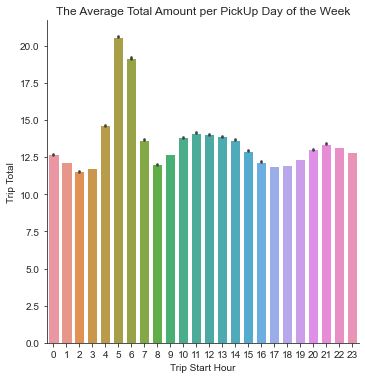 The Average Total Amount per PickUp Day of the Week
Trip Total
20.0
17.5
15.0
12.5
10.0
7.5
5.0
2.5
0.0
0 1 2 3 4 5 6 7 8 9 10 11 12 13 14 15 16 17 18 19 20 21 22 23
Trip Start Hour